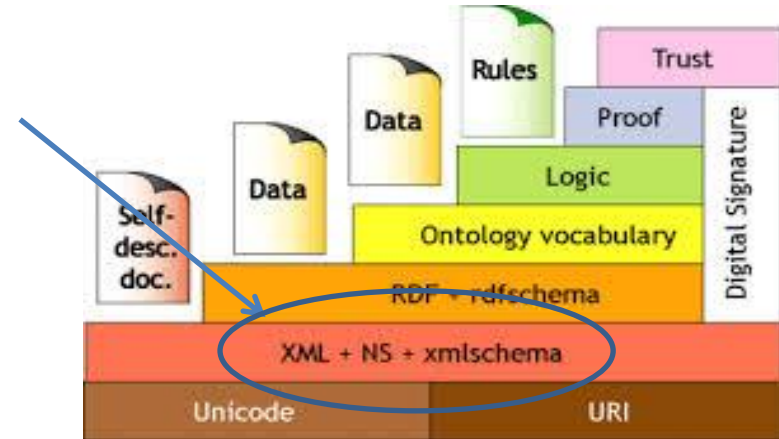 Trust
Rules
Proof
Data
Logic
Data
Ontology vocabulary
Digital Signature
Self-
desc.
doc.
RDF + rdfschema
XML + NS + xmlschema
Unicode
URI